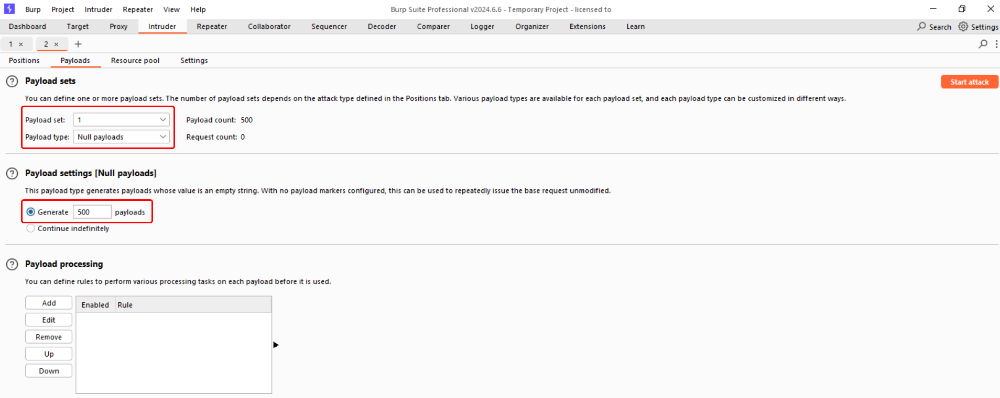 Burp Project Intruder Repeater View Help Burp Suite Professional v2024.6.6 - Temporary Project - licensed to
Dashboard Target Proxy Intruder Repeater Collaborator Sequencer Decoder Comparer Logger Organizer Extensions Learn Search Settings
1 × 2 × +
Positions Payloads Resource pool Settings
? Payload sets Start attack
You can define one or more payload sets. The number of payload sets depends on the attack type defined in the Positions tab. Various payload types are available for each payload set, and each payload type can be customized in different ways.
Payload set: 1 Payload count: 500
Payload type: Null payloads Request count: 0
? Payload settings [Null payloads]
This payload type generates payloads whose value is an empty string. With no payload markers configured, this can be used to repeatedly issue the base request unmodified.
Generate 500 payloads
Continue indefinitely
? Payload processing
You can define rules to perform various processing tasks on each payload before it is used.
Add Enabled Rule
Edit
Remove
Up
Down